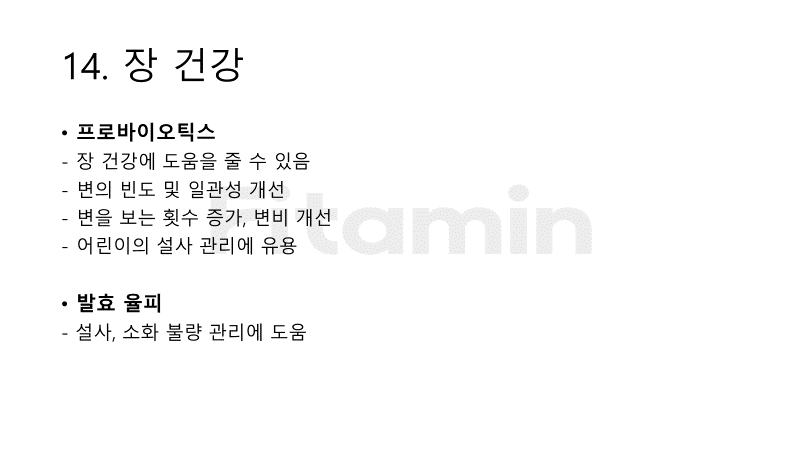 14. 장 건강
• 프로바이오틱스
- 장 건강에 도움을 줄 수 있음
- 변의 빈도 및 일관성 개선
- 변을 보는 횟수 증가, 변비 개선
- 어린이의 설사 관리에 유용
Fitamin
• 발효 율피
- 설사, 소화 불량 관리에 도움